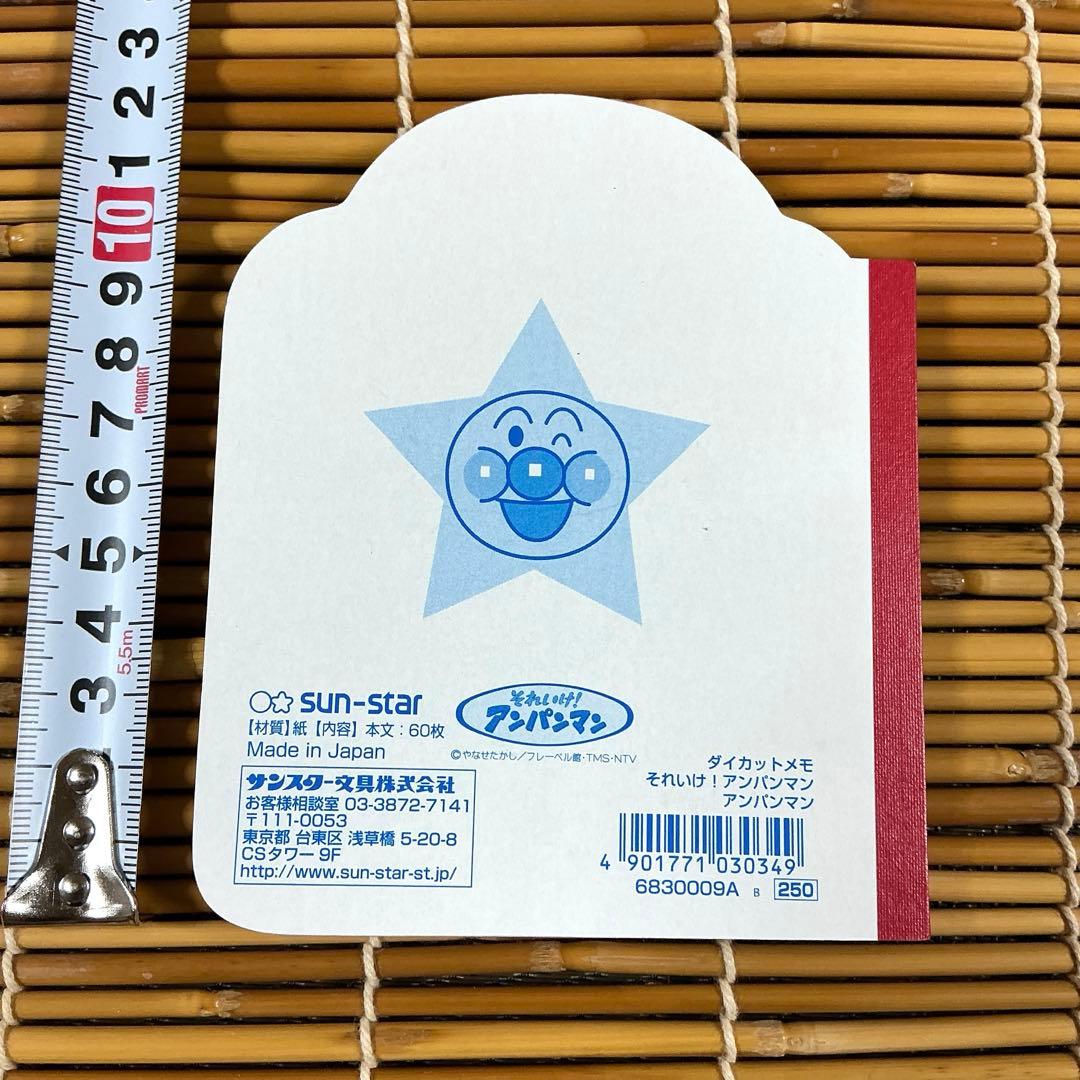 3
2
1
10
9
8
PROMART
7
6
5
5.5m
4
3
sun-star
それいけ!
アンパンマン
【材質】紙【内容】本文:60枚
Made in Japan
©やなせたかし/フレーベル館・TMS・NTV
サンスター文具株式会社
お客様相談室 03-3872-7141
〒111-0053
東京都 台東区 浅草橋 5-20-8
CSタワー 9F
http://www.sun-star-st.jp/
ダイカットメモ
それいけ!アンパンマン
アンパンマン
4 901771 030349
6830009A B 250